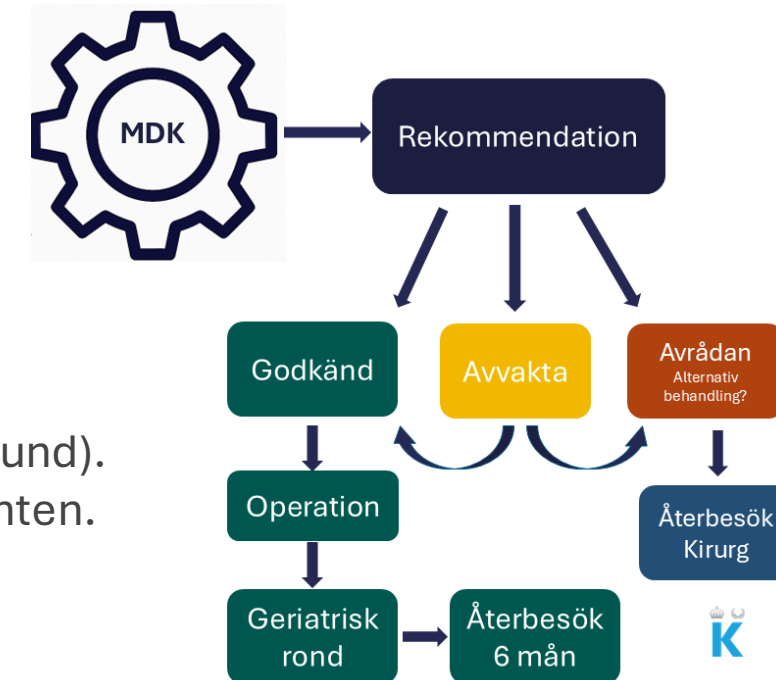 MDK
Rekommendation
Godkänd
Avvakta
Avrådan
Alternativ
behandling?
und).
nten.
Operation
Återbesök
Kirurg
Geriatrisk
rond
Återbesök
6 mån
K